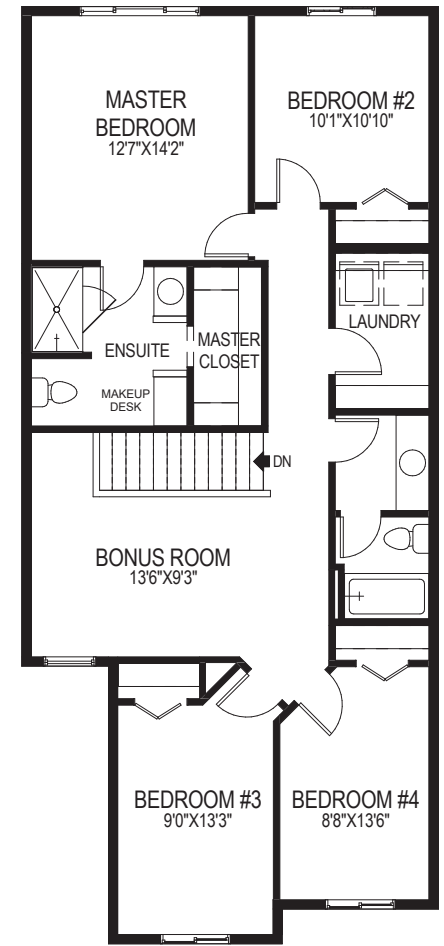 MASTER
BEDROOM
12'7"X14'2"
BEDROOM #2
10'1"X10'10"
LAUNDRY
ENSUITE
MASTER
CLOSET
MAKEUP
DESK
DN
BONUS ROOM
13'6"X9'3"
BEDROOM #3
9'0"X13'3"
BEDROOM #4
8'8"X13'6"